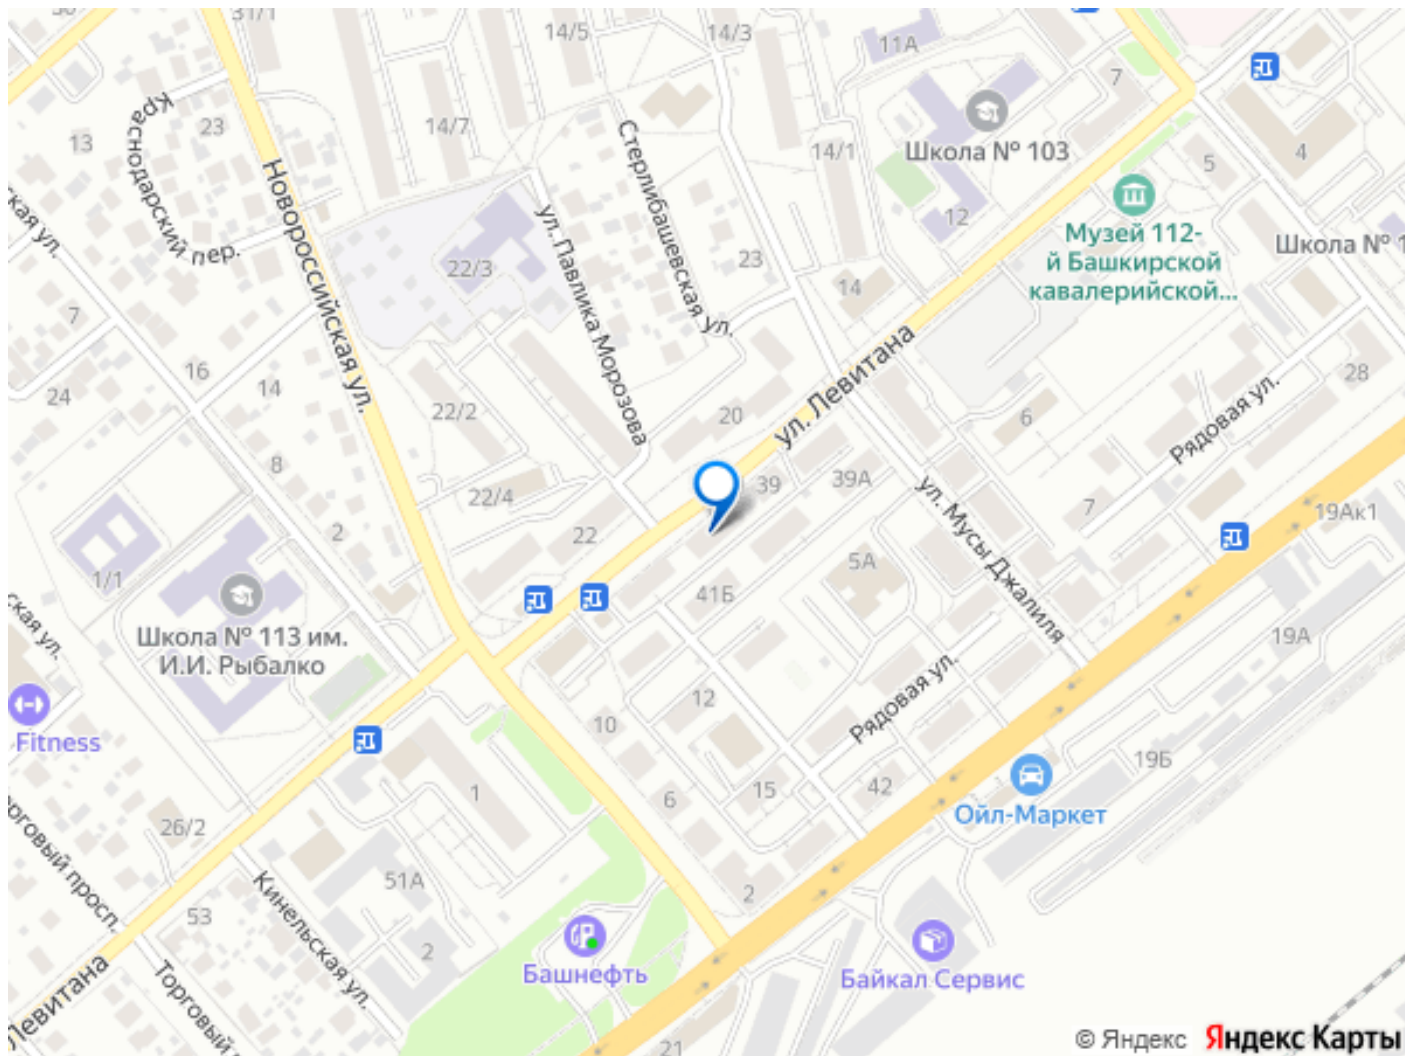 31/1
14/5
14/3
11А
7
Краснодарский пер.
23
13
14/7
Стерлибашевская ул.
14/1
Школа № 103
5
4
Новороссийская ул.
ул. Павлика Морозова
12
Музей 112-
й Башкирской
кавалерийской...
Школа № 1
22/3
23
14
7
16
14
24
ул. Левитана
28
22/2
20
6
Рядовая ул.
8
22/4
39
39А
ул. Мусы Джалиля
7
19Ак1
2
22
1/1
41Б
5А
Школа № 113 им.
И.И. Рыбалко
19А
Fitness
10
12
Рядовая ул.
19Б
1
6
15
42
Ойл-Маркет
26/2
51А
2
53
Кинельская ул.
2
Башнефть
Байкал Сервис
Левитана
21
© Яндекс Яндекс Карты